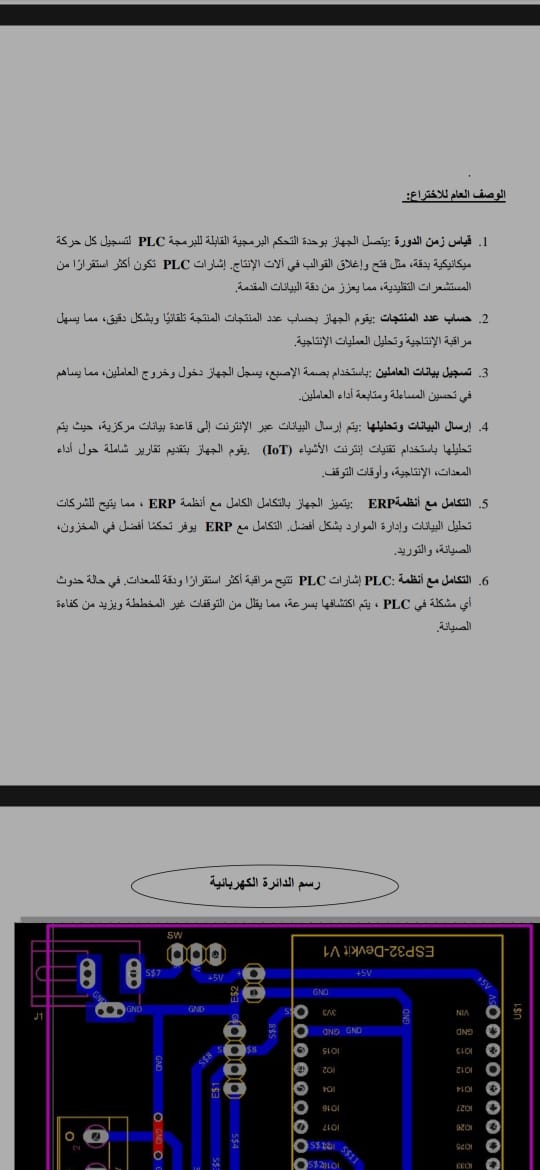 .
الوصف العام للاختراع:
1. قياس زمن الدورة :يتصل الجهاز بوحدة التحكم البرمجية القابلة للبرمجة PLC لتسجيل كل حركة
ميكانيكية بدقة، مثل فتح وإغلاق القوالب في آلات الإنتاج. إشارات PLC تكون أكثر استقرارًا من
المستشعرات التقليدية، مما يعزز من دقة البيانات المقدمة.
2. حساب عدد المنتجات :يقوم الجهاز بحساب عدد المنتجات المنتجة تلقائيًا وبشكل دقيق، مما يسهل
مراقبة الإنتاجية وتحليل العمليات الإنتاجية.
3. تسجيل بيانات العاملين :باستخدام بصمة الإصبع، يسجل الجهاز دخول وخروج العاملين، مما يساهم
في تحسين المساءلة ومتابعة أداء العاملين.
4. إرسال البيانات وتحليلها :يتم إرسال البيانات عبر الإنترنت إلى قاعدة بيانات مركزية، حيث يتم
تحليلها باستخدام تقنيات إنترنت الأشياء (IoT) .يقوم الجهاز بتقديم تقارير شاملة حول أداء
المعدات، الإنتاجية، وأوقات التوقف.
5. التكامل مع أنظمةERP :يتميز الجهاز بالتكامل الكامل مع أنظمة ERP ، مما يتيح للشركات
تحليل البيانات وإدارة الموارد بشكل أفضل. التكامل مع ERP يوفر تحكمًا أفضل في المخزون،
الصيانة، والتوريد.
6. التكامل مع أنظمة :PLC إشارات PLC تتيح مراقبة أكثر استقرارًا ودقة للمعدات. في حالة حدوث
أي مشكلة في PLC ، يتم اكتشافها بسرعة، مما يقلل من التوقفات غير المخططة ويزيد من كفاءة
الصيانة.
رسم الدائرة الكهربائية
SW
ESP32-Devkit V1
S$7
+5V
+5V
+5V
GND
E$2
GND
GND
GND
GND
J1
U$1
3V3
VIN
GND
GND
GND
S$8
S$8
IO15
IO13
GND
IO2
IO12
E$1
IO4
IO14
IO16
IO27
GND
S$4
IO17
IO26
IO25
S$11
IO33
2